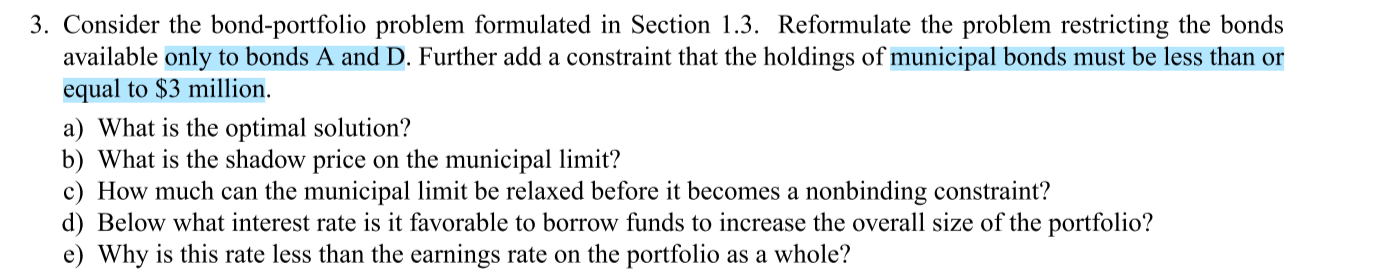 3. Consider the bond-portfolio problem formulated in Section 1.3. Reformulate the problem restricting the bonds
available only to bonds A and D. Further add a constraint that the holdings of municipal bonds must be less than or
equal to $3 million.
a) What is the optimal solution?
b) What is the shadow price on the municipal limit?
c) How much can the municipal limit be relaxed before it becomes a nonbinding constraint?
d) Below what interest rate is it favorable to borrow funds to increase the overall size of the portfolio?
e) Why is this rate less than the earnings rate on the portfolio as a whole?